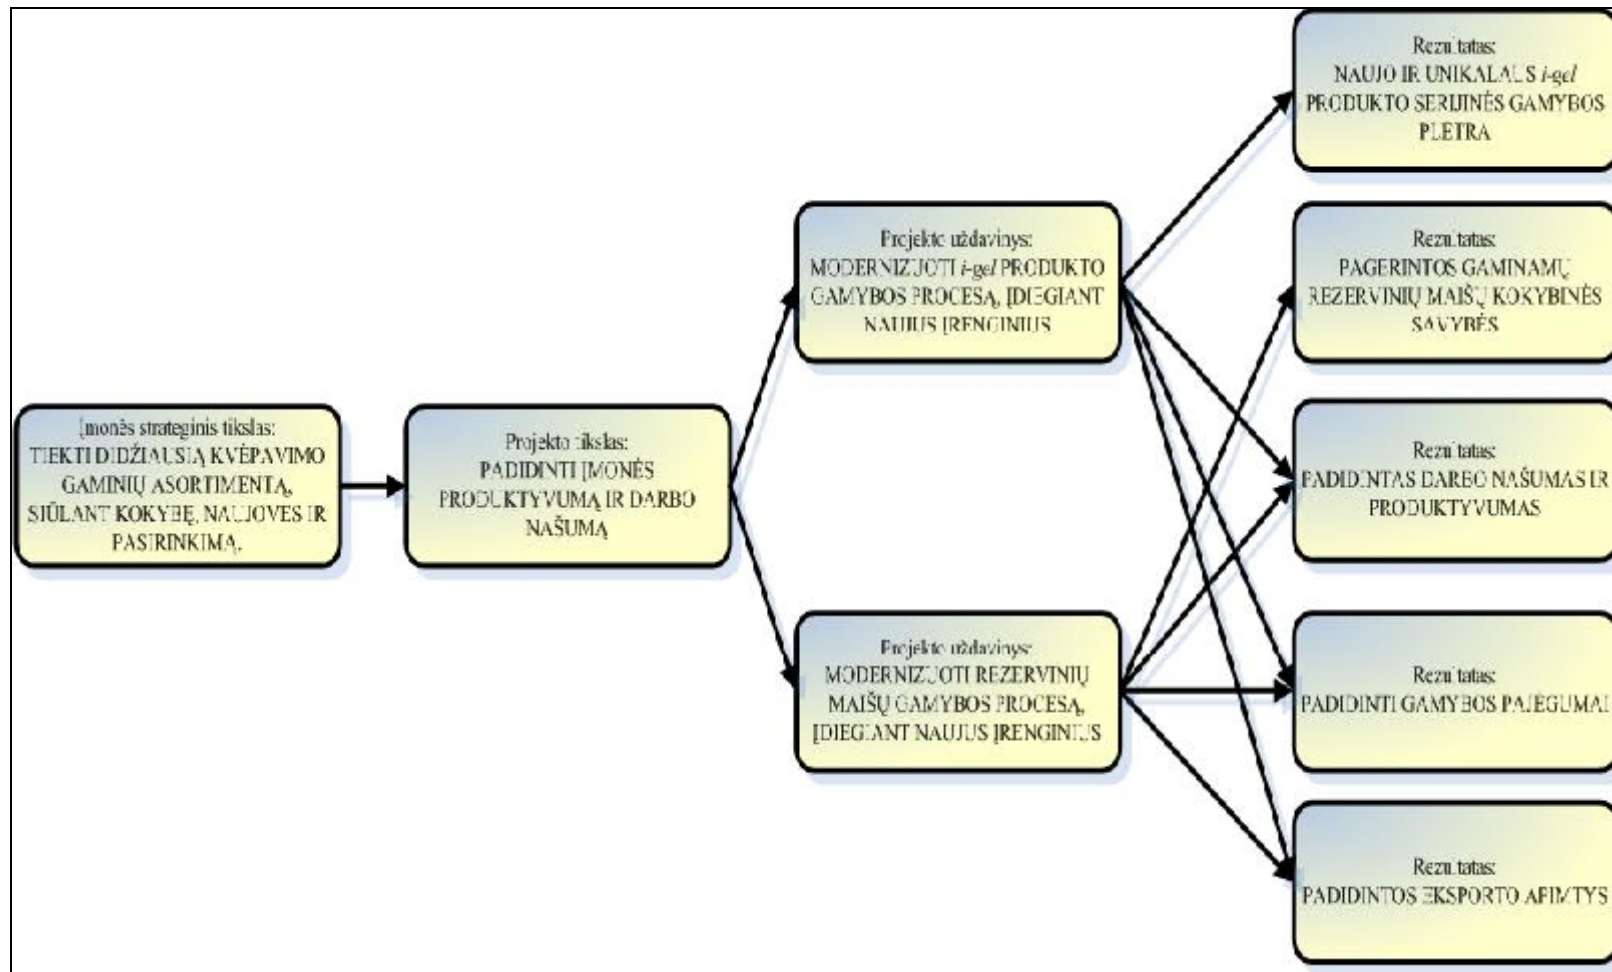 Įmonės strateginis tikslas:
TIEKTI DIDŽIAUSIĄ KVĖPAVIMO
GAMINIŲ ASORTIMENTĄ,
SIŪLANT KOKYBĘ, NAUJOVES IR
PASIRINKIMĄ.
Projekto tikslas:
PADIDINTI ĮMONĖS
PRODUKTYVUMĄ IR DARBO
NAŠUMĄ
Projekto uždavinys:
MODERNIZUOTI i-gel PRODUKTO
GAMYBOS PROCESĄ, ĮDIEGIANT
NAUJUS ĮRENGINIUS
Projekto uždavinys:
MODERNIZUOTI REZERVINIŲ
MAIŠŲ GAMYBOS PROCESĄ,
ĮDIEGIANT NAUJUS ĮRENGINIUS
Rezultatas:
NAUJO IR UNIKALAUS i-gel
PRODUKTO SERIJINĖS GAMYBOS
PLĖTRA
Rezultatas:
PAGERINTOS GAMINAMŲ
REZERVINIŲ MAIŠŲ KOKYBINĖS
SAVYBĖS
Rezultatas:
PADIDINTAS DARBO NAŠUMAS IR
PRODUKTYVUMAS
Rezultatas:
PADIDINTI GAMYBOS PAJĖGUMAI
Rezultatas:
PADIDINTOS EKSPORTO APIMTYS